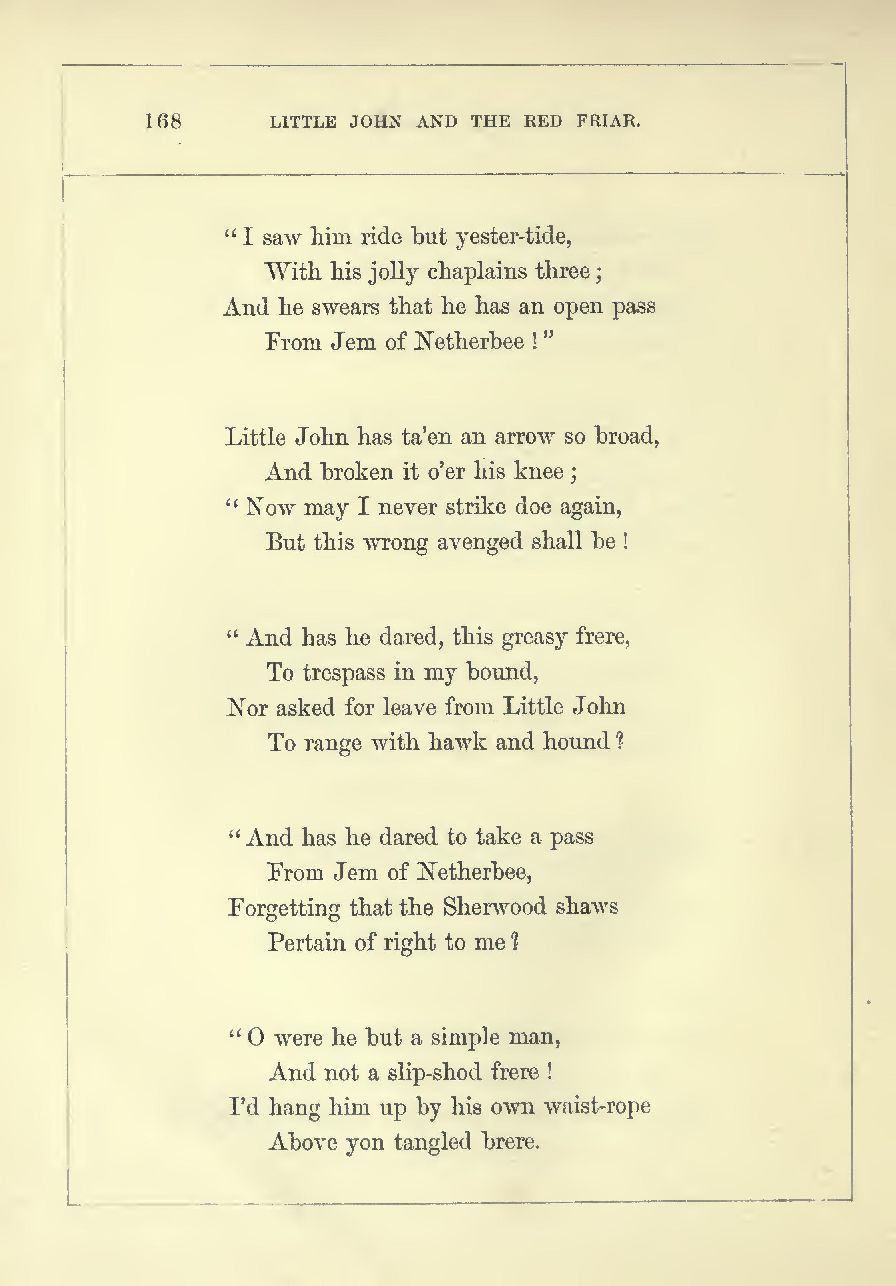 168 LITTLE JOHN AND THE RED FRIAR.
“ I saw him ride but yester-tide,
With his jolly chaplains three ;
And he swears that he has an open pass
From Jem of Netherbee ! ”
Little John has ta’en an arrow so broad,
And broken it o’er his knee ;
“ Now may I never strike doe again,
But this wrong avenged shall be !
“ And has he dared, this greasy frere,
To trespass in my bound,
Nor asked for leave from Little John
To range with hawk and hound ?
“ And has he dared to take a pass
From Jem of Netherbee,
Forgetting that the Sherwood shaws
Pertain of right to me ?
“ O were he but a simple man,
And not a slip-shod frere !
I’d hang him up by his own waist-rope
Above yon tangled brere.